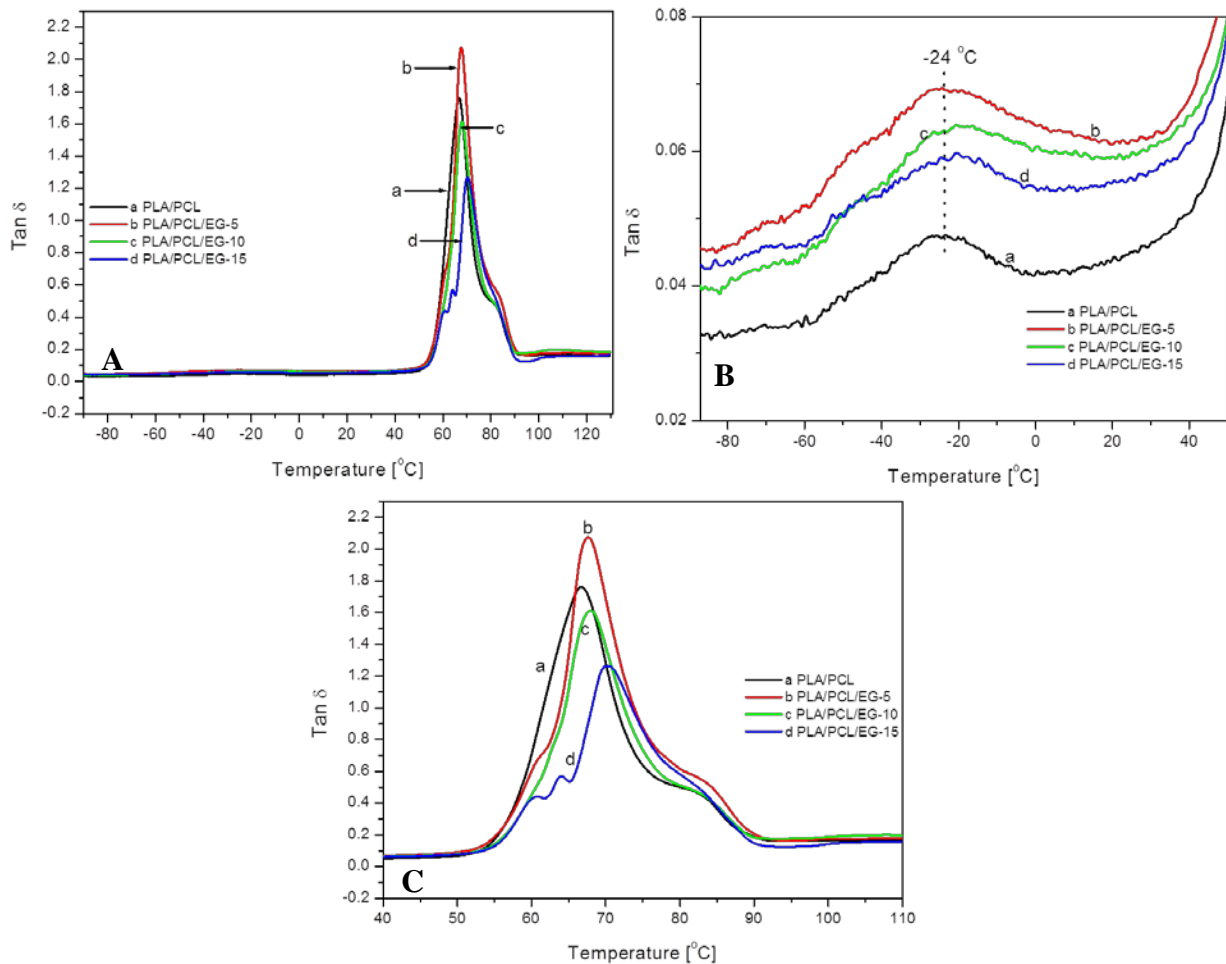 2.2
2.0
1.8
1.6
1.4
1.2
1.0
0.8
0.6
0.4
0.2
0.0
-0.2
Tan δ
b
c
a
d
a PLA/PCL
b PLA/PCL/EG-5
c PLA/PCL/EG-10
d PLA/PCL/EG-15
A
-80 -60 -40 -20 0 20 40 60 80 100 120
Temperature [°C]
0.08
0.06
0.04
0.02
Tan δ
-24 °C
b
c
d
a
a PLA/PCL
b PLA/PCL/EG-5
c PLA/PCL/EG-10
d PLA/PCL/EG-15
B
-80 -60 -40 -20 0 20 40
Temperature [°C]
2.2
2.0
1.8
1.6
1.4
1.2
1.0
0.8
0.6
0.4
0.2
0.0
-0.2
Tan δ
b
c
a
d
a PLA/PCL
b PLA/PCL/EG-5
c PLA/PCL/EG-10
d PLA/PCL/EG-15
C
40 50 60 70 80 90 100 110
Temperature [°C]